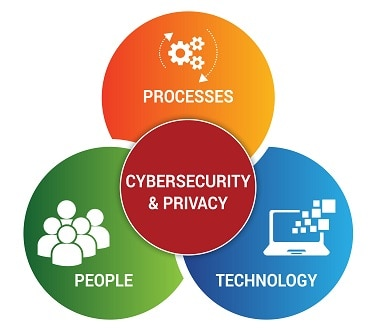 PROCESSES
CYBERSECURITY
& PRIVACY
PEOPLE
TECHNOLOGY